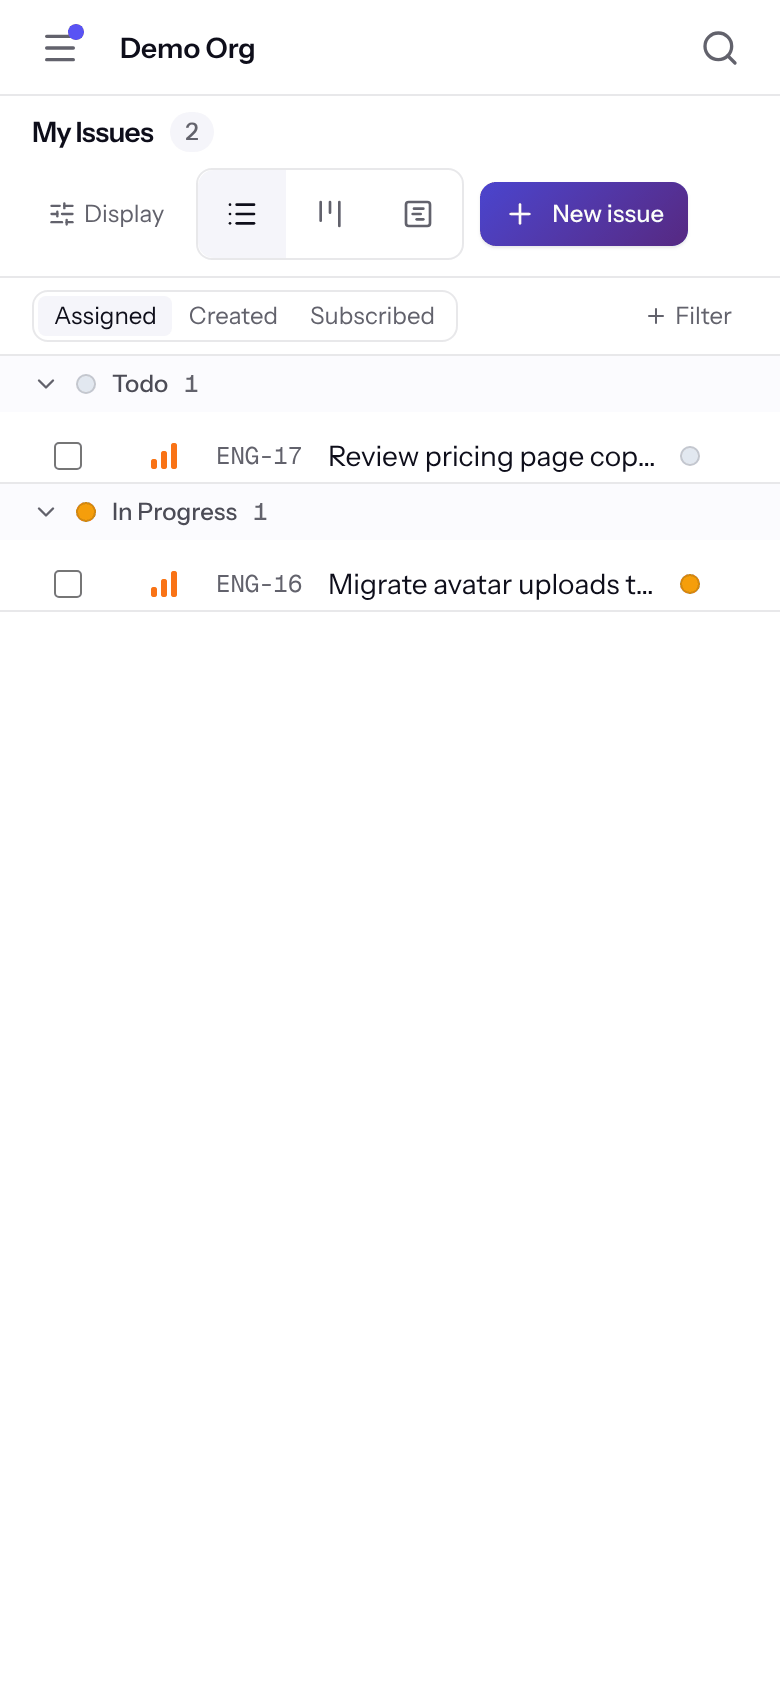 Demo Org
My Issues 2
Display New issue
Assigned Created Subscribed Filter
Todo 1
ENG-17 Review pricing page cop...
In Progress 1
ENG-16 Migrate avatar uploads t...